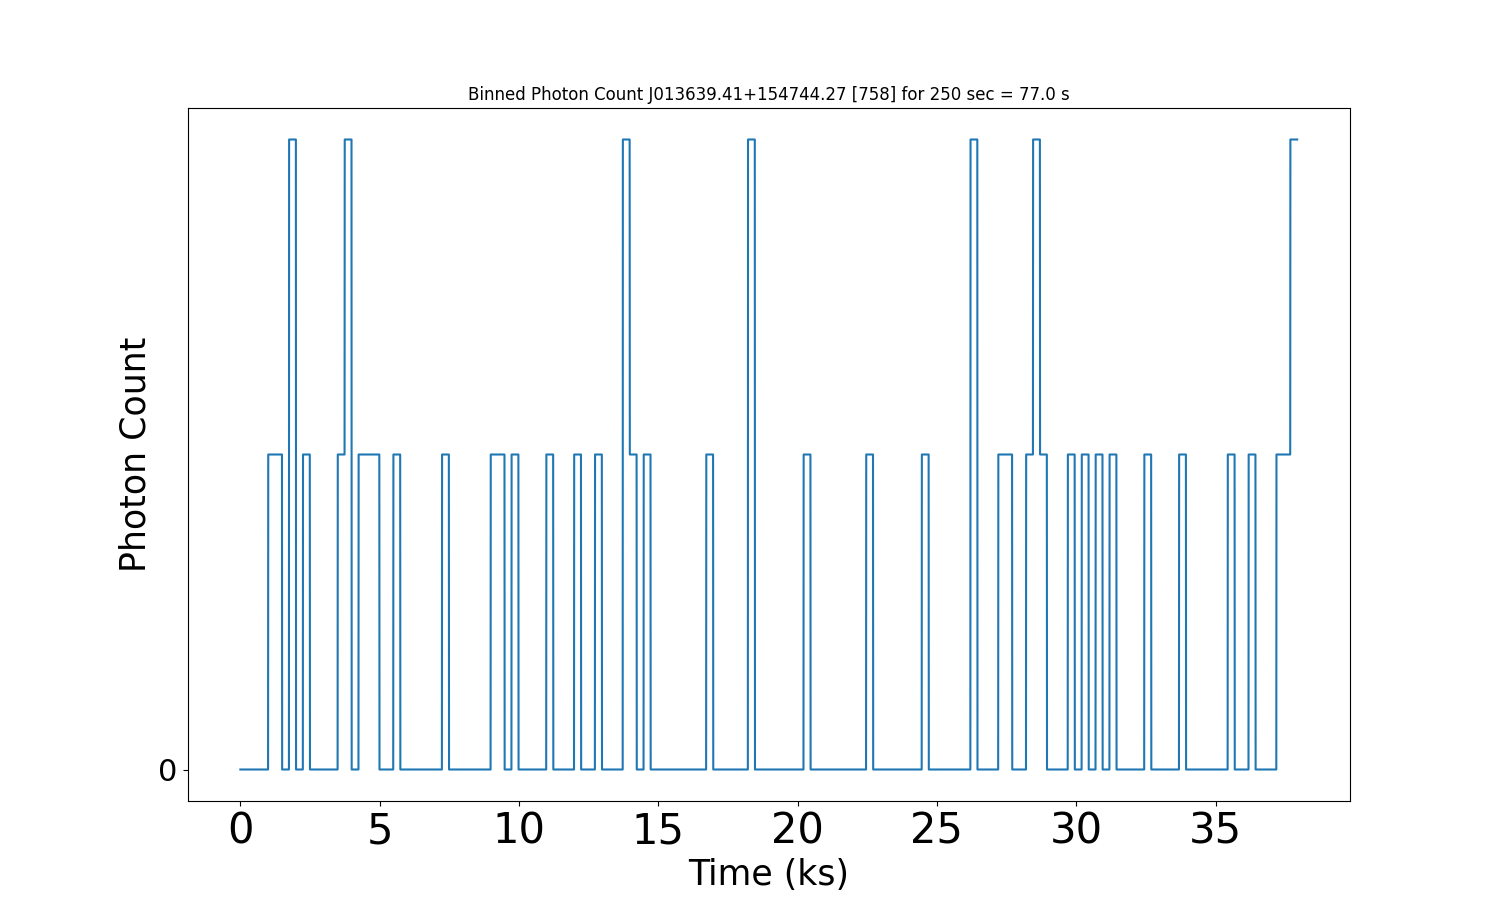 Binned Photon Count J013639.41+154744.27 [758] for 250 sec = 77.0 s
Photon Count
0
0 5 10 15 20 25 30 35
Time (ks)